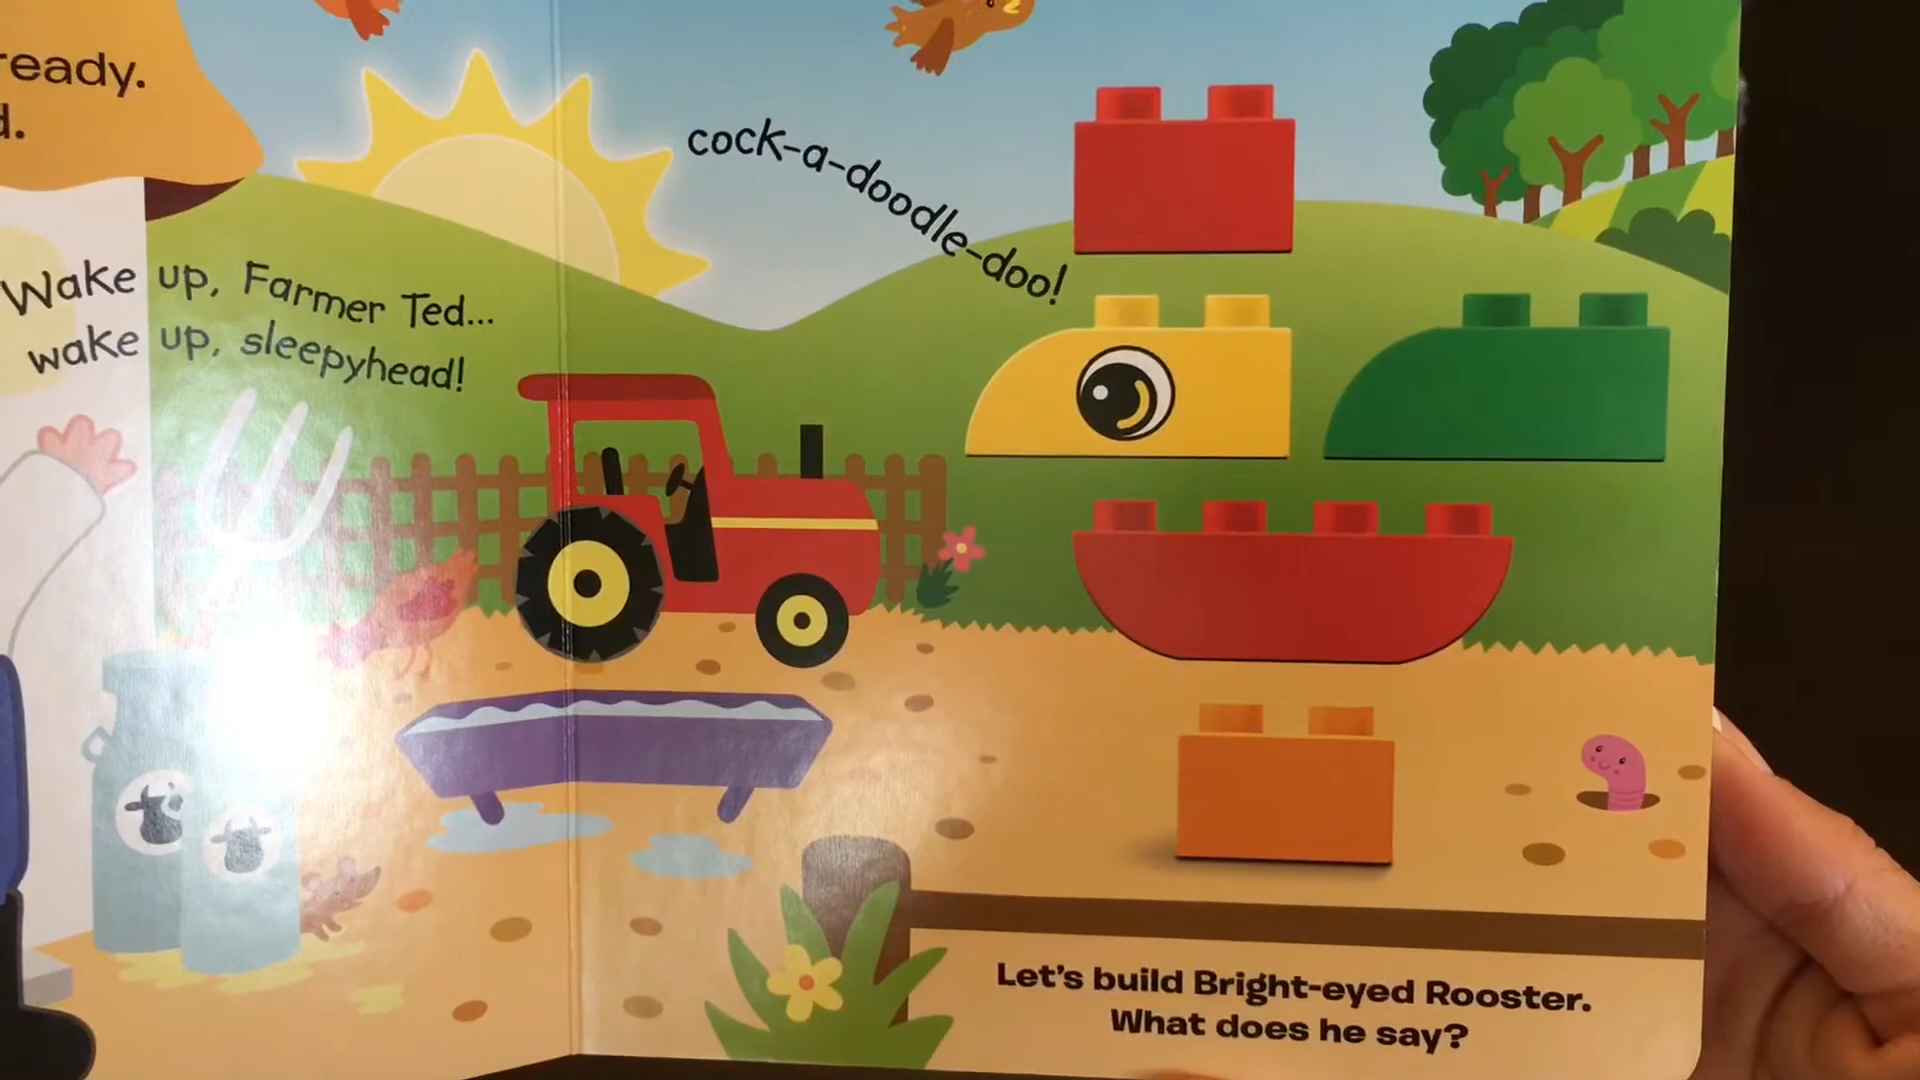 ready.
Wake up, Farmer Ted...
wake up, sleepyhead!
cock-a-doodle-doo!
Let's build Bright-eyed Rooster.
What does he say?